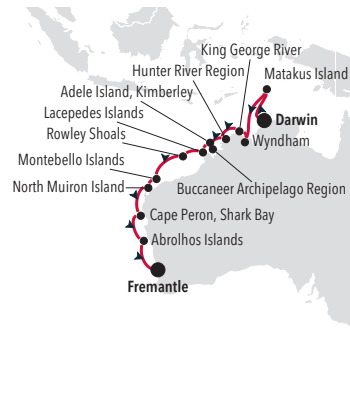 King George River
Hunter River Region
Matakus Island
Adele Island, Kimberley
Lacepedes Islands
Darwin
Rowley Shoals
Wyndham
Montebello Islands
North Muiron Island
Buccaneer Archipelago Region
Cape Peron, Shark Bay
Abrolhos Islands
Fremantle